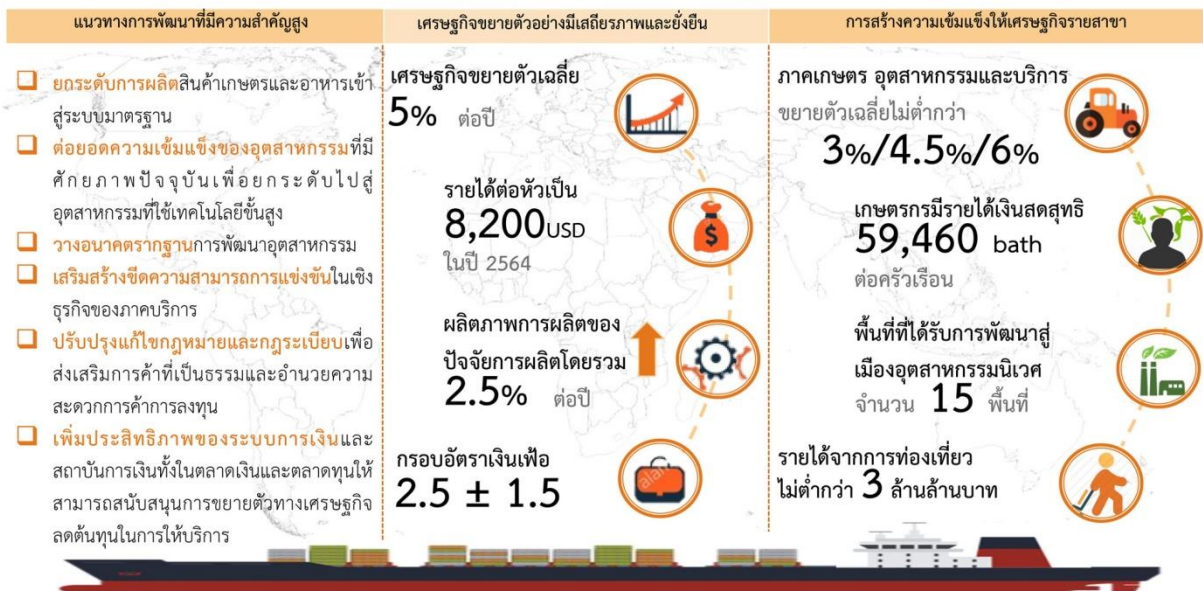 แนวทางการพัฒนาที่มีความสำคัญสูง
ยกระดับการผลิตสินค้าเกษตรและอาหารเข้า
สู่ระบบมาตรฐาน
ต่อยอดความเข้มแข็งของอุตสาหกรรมที่มี
ศักยภาพปัจจุบันเพื่อยกระดับไปสู่
อุตสาหกรรมที่ใช้เทคโนโลยีขั้นสูง
วางอนาคตรากฐานการพัฒนาอุตสาหกรรม
เสริมสร้างขีดความสามารถการแข่งขันในเชิง
ธุรกิจของภาคบริการ
ปรับปรุงแก้ไขกฎหมายและกฎระเบียบเพื่อ
ส่งเสริมการค้าที่เป็นธรรมและอำนวยความ
สะดวกการค้าการลงทุน
เพิ่มประสิทธิภาพของระบบการเงินและ
สถาบันการเงินทั้งในตลาดเงินและตลาดทุนให้
สามารถสนับสนุนการขยายตัวทางเศรษฐกิจ
ลดต้นทุนในการให้บริการ
เศรษฐกิจขยายตัวอย่างมีเสถียรภาพและยั่งยืน
เศรษฐกิจขยายตัวเฉลี่ย
5% ต่อปี
รายได้ต่อหัวเป็น
8,200USD
ในปี 2564
ผลิตภาพการผลิตของ
ปัจจัยการผลิตโดยรวม
2.5% ต่อปี
กรอบอัตราเงินเฟ้อ
2.5 ± 1.5
การสร้างความเข้มแข็งให้เศรษฐกิจรายสาขา
ภาคเกษตร อุตสาหกรรมและบริการ
ขยายตัวเฉลี่ยไม่ต่ำกว่า
3%/4.5%/6%
เกษตรกรมีรายได้เงินสดสุทธิ
59,460 bath
ต่อครัวเรือน
พื้นที่ที่ได้รับการพัฒนาสู่
เมืองอุตสาหกรรมนิเวศ
จำนวน 15 พื้นที่
รายได้จากการท่องเที่ยว
ไม่ต่ำกว่า 3 ล้านล้านบาท